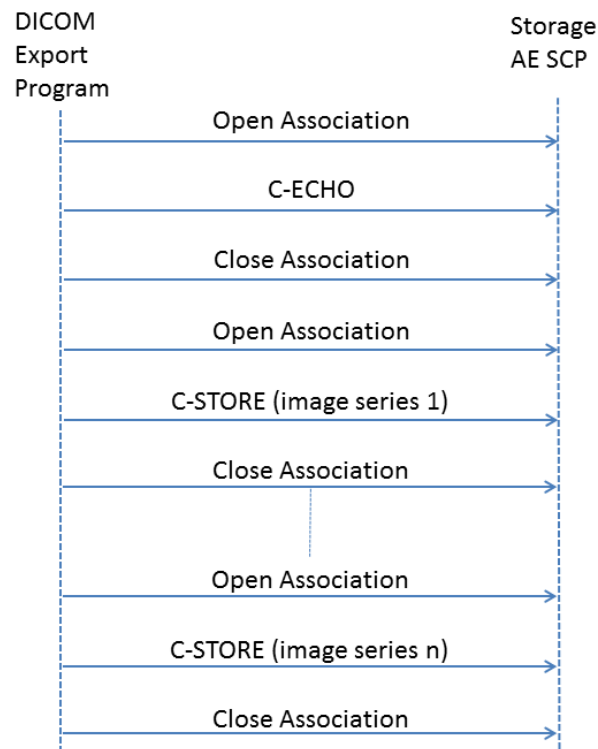 DICOM
Export
Program
Storage
AE SCP
Open Association
C-ECHO
Close Association
Open Association
C-STORE (image series 1)
Close Association
Open Association
C-STORE (image series n)
Close Association